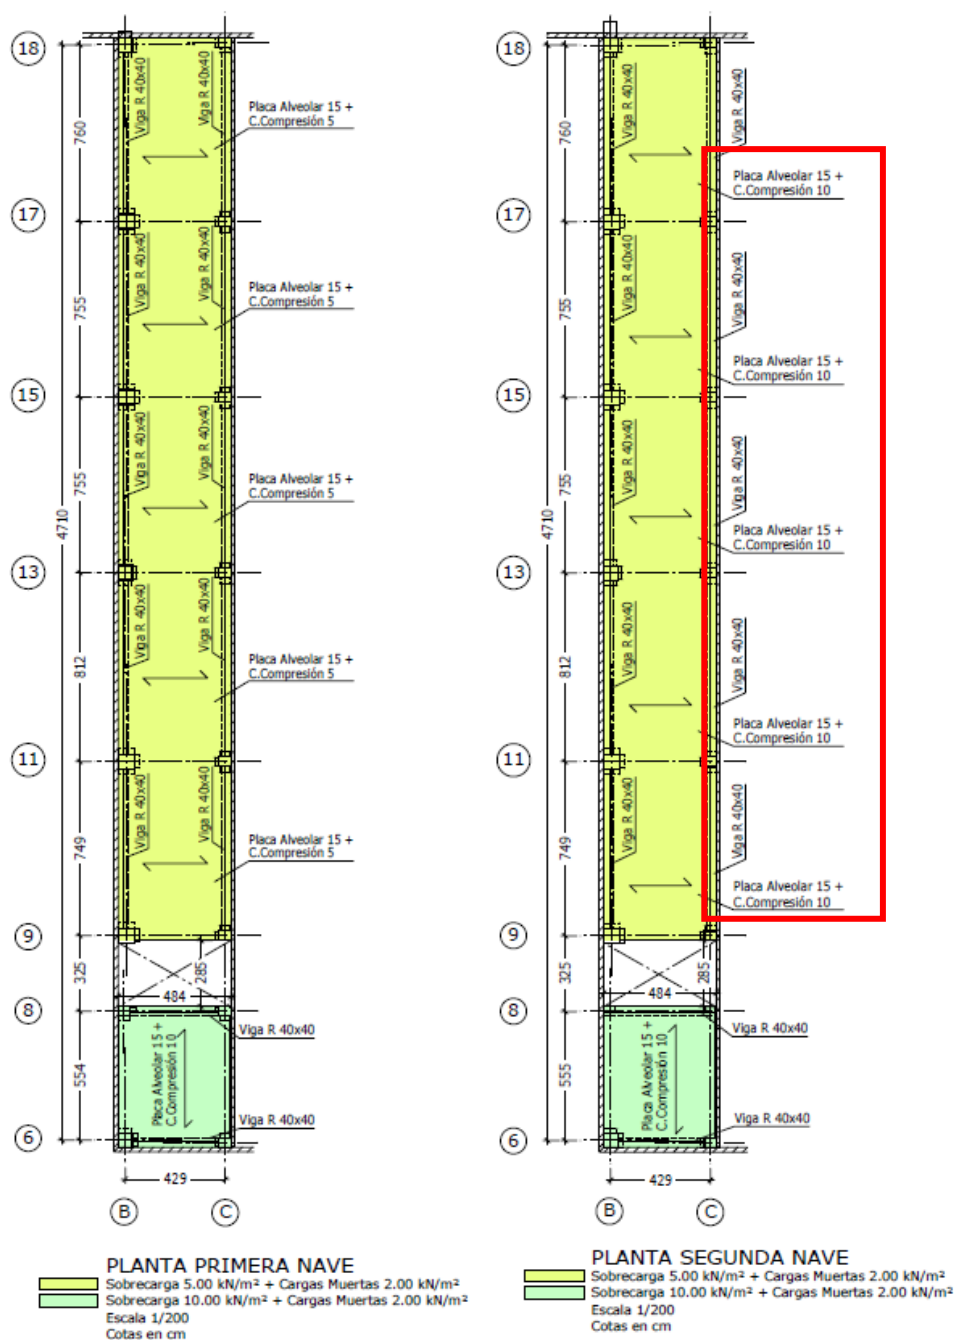 18
760
Viga R 40x40
Viga R 40x40
Placa Alveolar 15 +
C.Compresión 5
17
755
Viga R 40x40
Viga R 40x40
Placa Alveolar 15 +
C.Compresión 5
15
755
4710
Viga R 40x40
Viga R 40x40
Placa Alveolar 15 +
C.Compresión 5
13
812
Viga R 40x40
Viga R 40x40
Placa Alveolar 15 +
C.Compresión 5
11
749
Viga R 40x40
Viga R 40x40
Placa Alveolar 15 +
C.Compresión 5
9
325
285
484
8
Viga R 40x40
554
Placa Alveolar 15 +
C.Compresión 10
Viga R 40x40
6
429
B
C
PLANTA PRIMERA NAVE
Sobrecarga 5.00 kN/m² + Cargas Muertas 2.00 kN/m²
Sobrecarga 10.00 kN/m² + Cargas Muertas 2.00 kN/m²
Escala 1/200
Cotas en cm
18
760
Viga R 40x40
Viga R 40x40
Placa Alveolar 15 +
C.Compresión 10
17
755
Viga R 40x40
Viga R 40x40
Placa Alveolar 15 +
C.Compresión 10
15
755
4710
Viga R 40x40
Viga R 40x40
Placa Alveolar 15 +
C.Compresión 10
13
812
Viga R 40x40
Viga R 40x40
Placa Alveolar 15 +
C.Compresión 10
11
749
Viga R 40x40
Viga R 40x40
Placa Alveolar 15 +
C.Compresión 10
9
325
285
484
8
Viga R 40x40
555
Placa Alveolar 15 +
C.Compresión 10
Viga R 40x40
6
429
B
C
PLANTA SEGUNDA NAVE
Sobrecarga 5.00 kN/m² + Cargas Muertas 2.00 kN/m²
Sobrecarga 10.00 kN/m² + Cargas Muertas 2.00 kN/m²
Escala 1/200
Cotas en cm